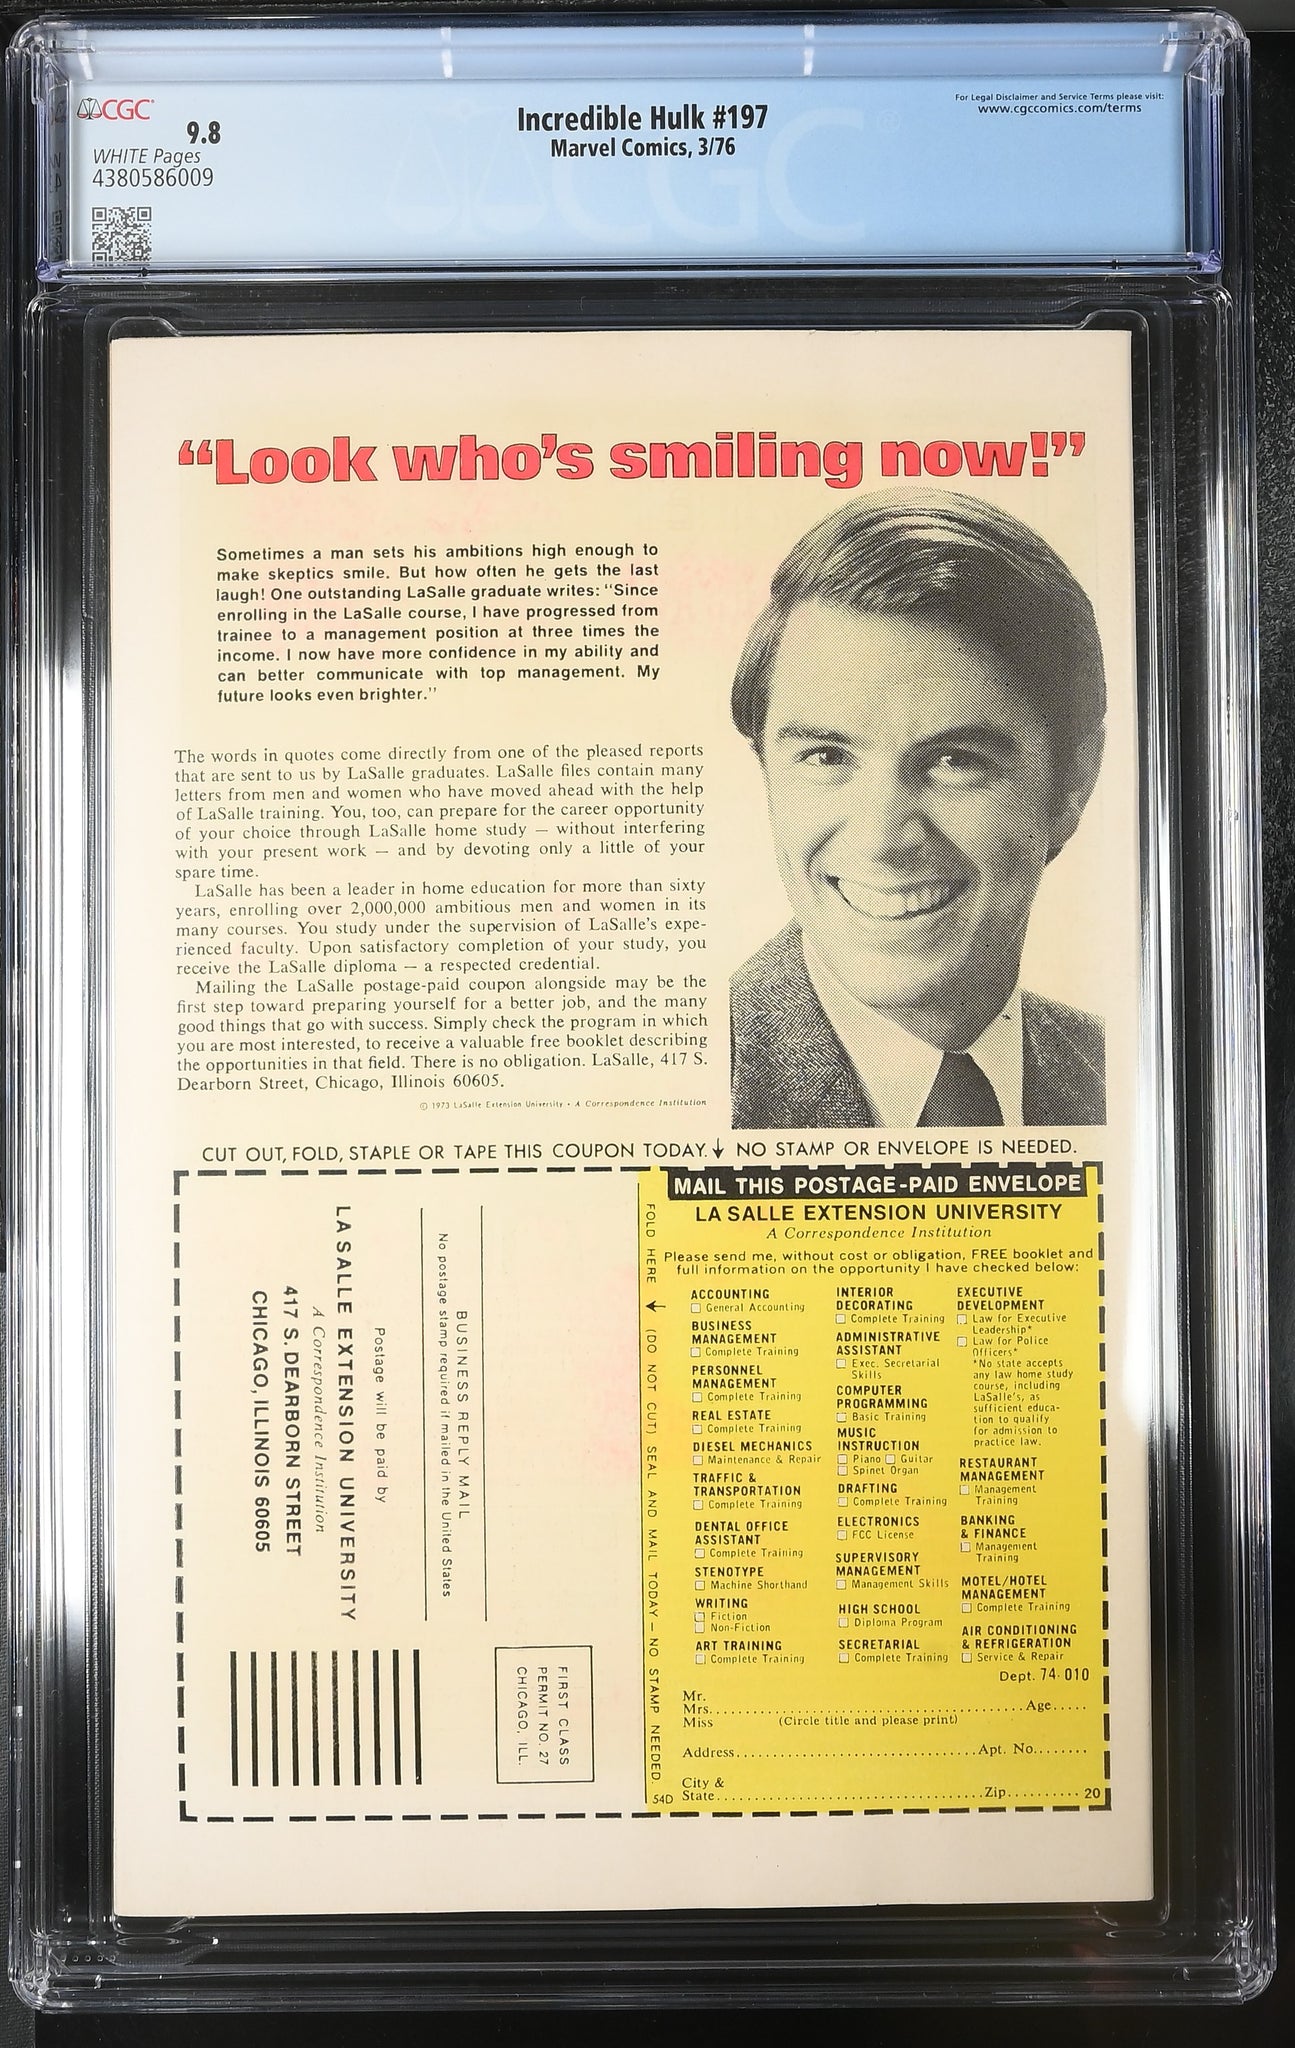 CGC
9.8
WHITE Pages
4380586009
Incredible Hulk #197
Marvel Comics, 3/76
For Legal Disclaimer and Service Terms please visit:
www.cgccomics.com/terms
CGC
“Look who’s smiling now!”
Sometimes a man sets his ambitions high enough to
make skeptics smile. But how often he gets the last
laugh! One outstanding LaSalle graduate writes: “Since
enrolling in the LaSalle course, I have progressed from
trainee to a management position at three times the
income. I now have more confidence in my ability and
can better communicate with top management. My
future looks even brighter.”
The words in quotes come directly from one of the pleased reports
that are sent to us by LaSalle graduates. LaSalle files contain many
letters from men and women who have moved ahead with the help
of LaSalle training. You, too, can prepare for the career opportunity
of your choice through LaSalle home study — without interfering
with your present work — and by devoting only a little of your
spare time.
LaSalle has been a leader in home education for more than sixty
years, enrolling over 2,000,000 ambitious men and women in its
many courses. You study under the supervision of LaSalle’s expe-
rienced faculty. Upon satisfactory completion of your study, you
receive the LaSalle diploma — a respected credential.
Mailing the LaSalle postage-paid coupon alongside may be the
first step toward preparing yourself for a better job, and the many
good things that go with success. Simply check the program in which
you are most interested, to receive a valuable free booklet describing
the opportunities in that field. There is no obligation. LaSalle, 417 S.
Dearborn Street, Chicago, Illinois 60605.
© 1973 LaSalle Extension University • A Correspondence Institution
CUT OUT, FOLD, STAPLE OR TAPE THIS COUPON TODAY. ↓ NO STAMP OR ENVELOPE IS NEEDED.
FIRST CLASS
PERMIT NO. 27
CHICAGO, ILL.
BUSINESS REPLY MAIL
No postage stamp required if mailed in the United States
Postage will be paid by
LA SALLE EXTENSION UNIVERSITY
A Correspondence Institution
417 S. DEARBORN STREET
CHICAGO, ILLINOIS 60605
FOLD HERE ← (DO NOT CUT) SEAL AND MAIL TODAY — NO STAMP NEEDED.
54D
MAIL THIS POSTAGE-PAID ENVELOPE
LA SALLE EXTENSION UNIVERSITY
A Correspondence Institution
Please send me, without cost or obligation, FREE booklet and
full information on the opportunity I have checked below:
ACCOUNTING
☐ General Accounting
BUSINESS
MANAGEMENT
☐ Complete Training
PERSONNEL
MANAGEMENT
☐ Complete Training
REAL ESTATE
☐ Complete Training
DIESEL MECHANICS
☐ Maintenance & Repair
TRAFFIC &
TRANSPORTATION
☐ Complete Training
DENTAL OFFICE
ASSISTANT
☐ Complete Training
STENOTYPE
☐ Machine Shorthand
WRITING
☐ Fiction
☐ Non-Fiction
ART TRAINING
☐ Complete Training
INTERIOR
DECORATING
☐ Complete Training
ADMINISTRATIVE
ASSISTANT
☐ Exec. Secretarial
Skills
COMPUTER
PROGRAMMING
☐ Basic Training
MUSIC
INSTRUCTION
☐ Piano ☐ Guitar
☐ Spinet Organ
DRAFTING
☐ Complete Training
ELECTRONICS
☐ FCC License
SUPERVISORY
MANAGEMENT
☐ Management Skills
HIGH SCHOOL
☐ Diploma Program
SECRETARIAL
☐ Complete Training
EXECUTIVE
DEVELOPMENT
☐ Law for Executive
Leadership*
☐ Law for Police
Officers*
*No state accepts
any law home study
course, including
LaSalle's, as
sufficient educa-
tion to qualify
for admission to
practice law.
RESTAURANT
MANAGEMENT
☐ Management
Training
BANKING
& FINANCE
☐ Management
Training
MOTEL/HOTEL
MANAGEMENT
☐ Complete Training
AIR CONDITIONING
& REFRIGERATION
☐ Service & Repair
Dept. 74-010
Mr.
Mrs. Age
Miss (Circle title and please print)
Address Apt. No.
City &
State Zip 20